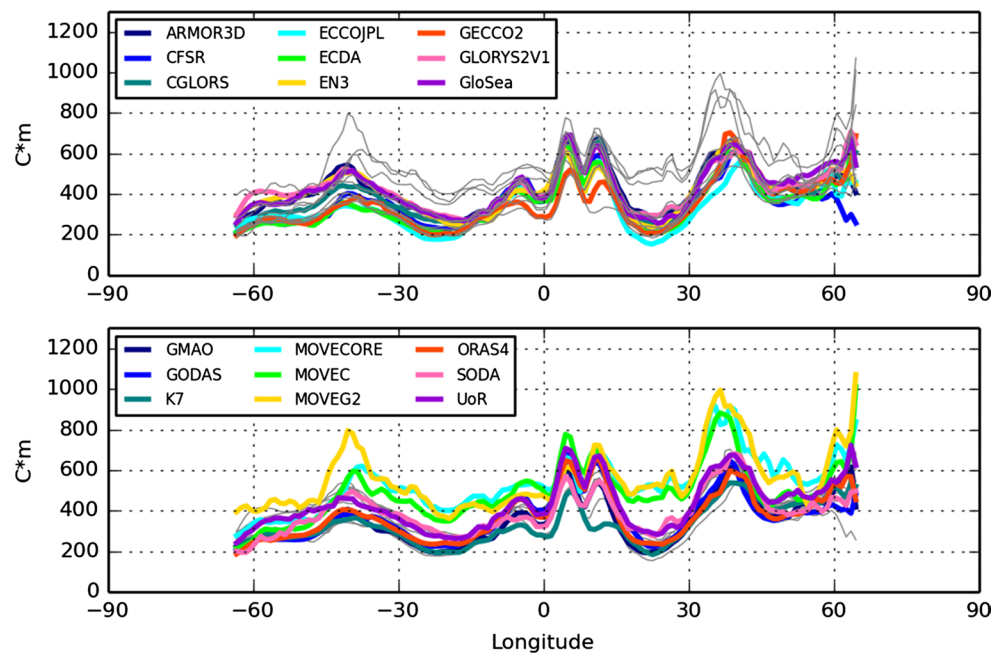 1200
1000
800
600
400
200
0
C*m
ARMOR3D ECCOJPL GECCO2
CFSR ECDA GLORYS2V1
CGLORS EN3 GloSea
−90 −60 −30 0 30 60 90
1200
1000
800
600
400
200
0
C*m
GMAO MOVECORE ORAS4
GODAS MOVEC SODA
K7 MOVEG2 UoR
−90 −60 −30 0 30 60 90
Longitude